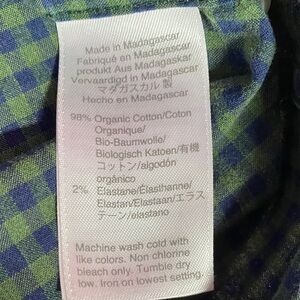 Made in Madagascar
Fabriqué en Madagascar
produkt Aus Madagaskar
Vervaardigd in Madagascar
マダガスカル 製
Hecho en Madagascar
98% Organic Cotton/Coton
Organique/
Bio-Baumwolle/
Biologisch Katoen/有機
コットン/algodón
orgánico
2% Elastane/Élasthanne/
Elastan/Elastaan/エラス
テーン/elastano
Machine wash cold with
like colors. Non chlorine
bleach only. Tumble dry
low. Iron on lowest setting.